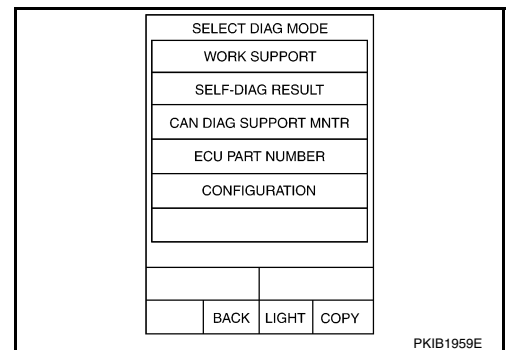 SELECT DIAG MODE
WORK SUPPORT
SELF-DIAG RESULT
CAN DIAG SUPPORT MNTR
ECU PART NUMBER
CONFIGURATION
BACK LIGHT COPY
PKIB1959E